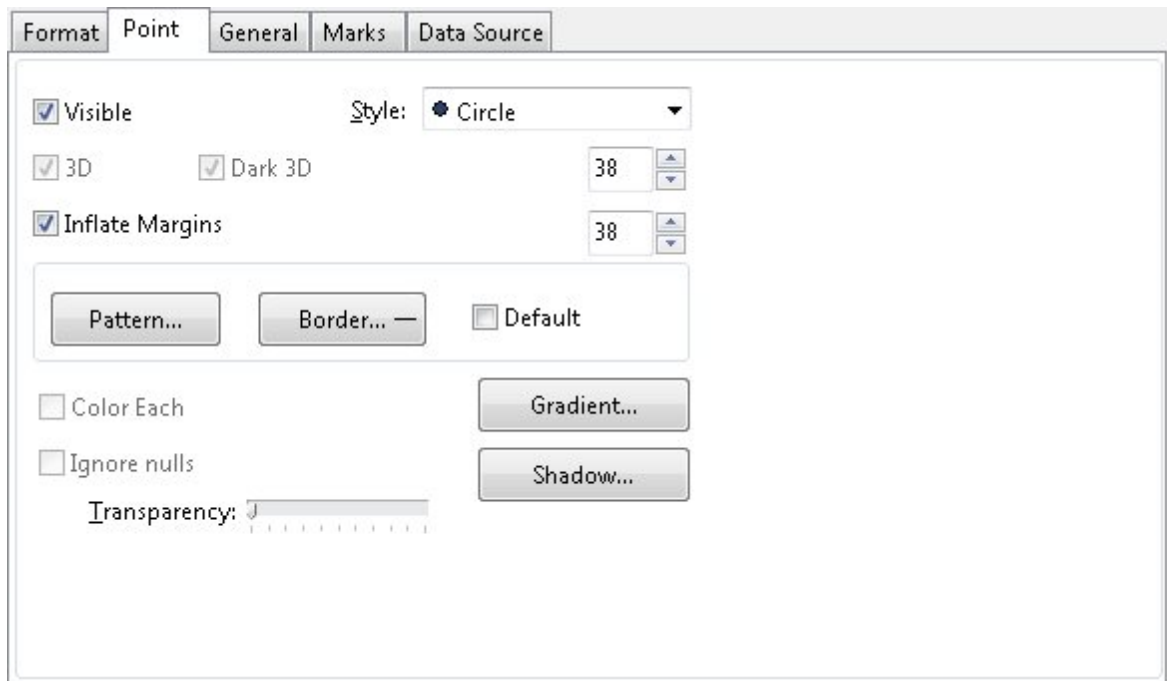 Format Point General Marks Data Source
Visible Style: Circle
3D Dark 3D 38
Inflate Margins 38
Pattern... Border... Default
Color Each Gradient...
Ignore nulls Shadow...
Transparency: